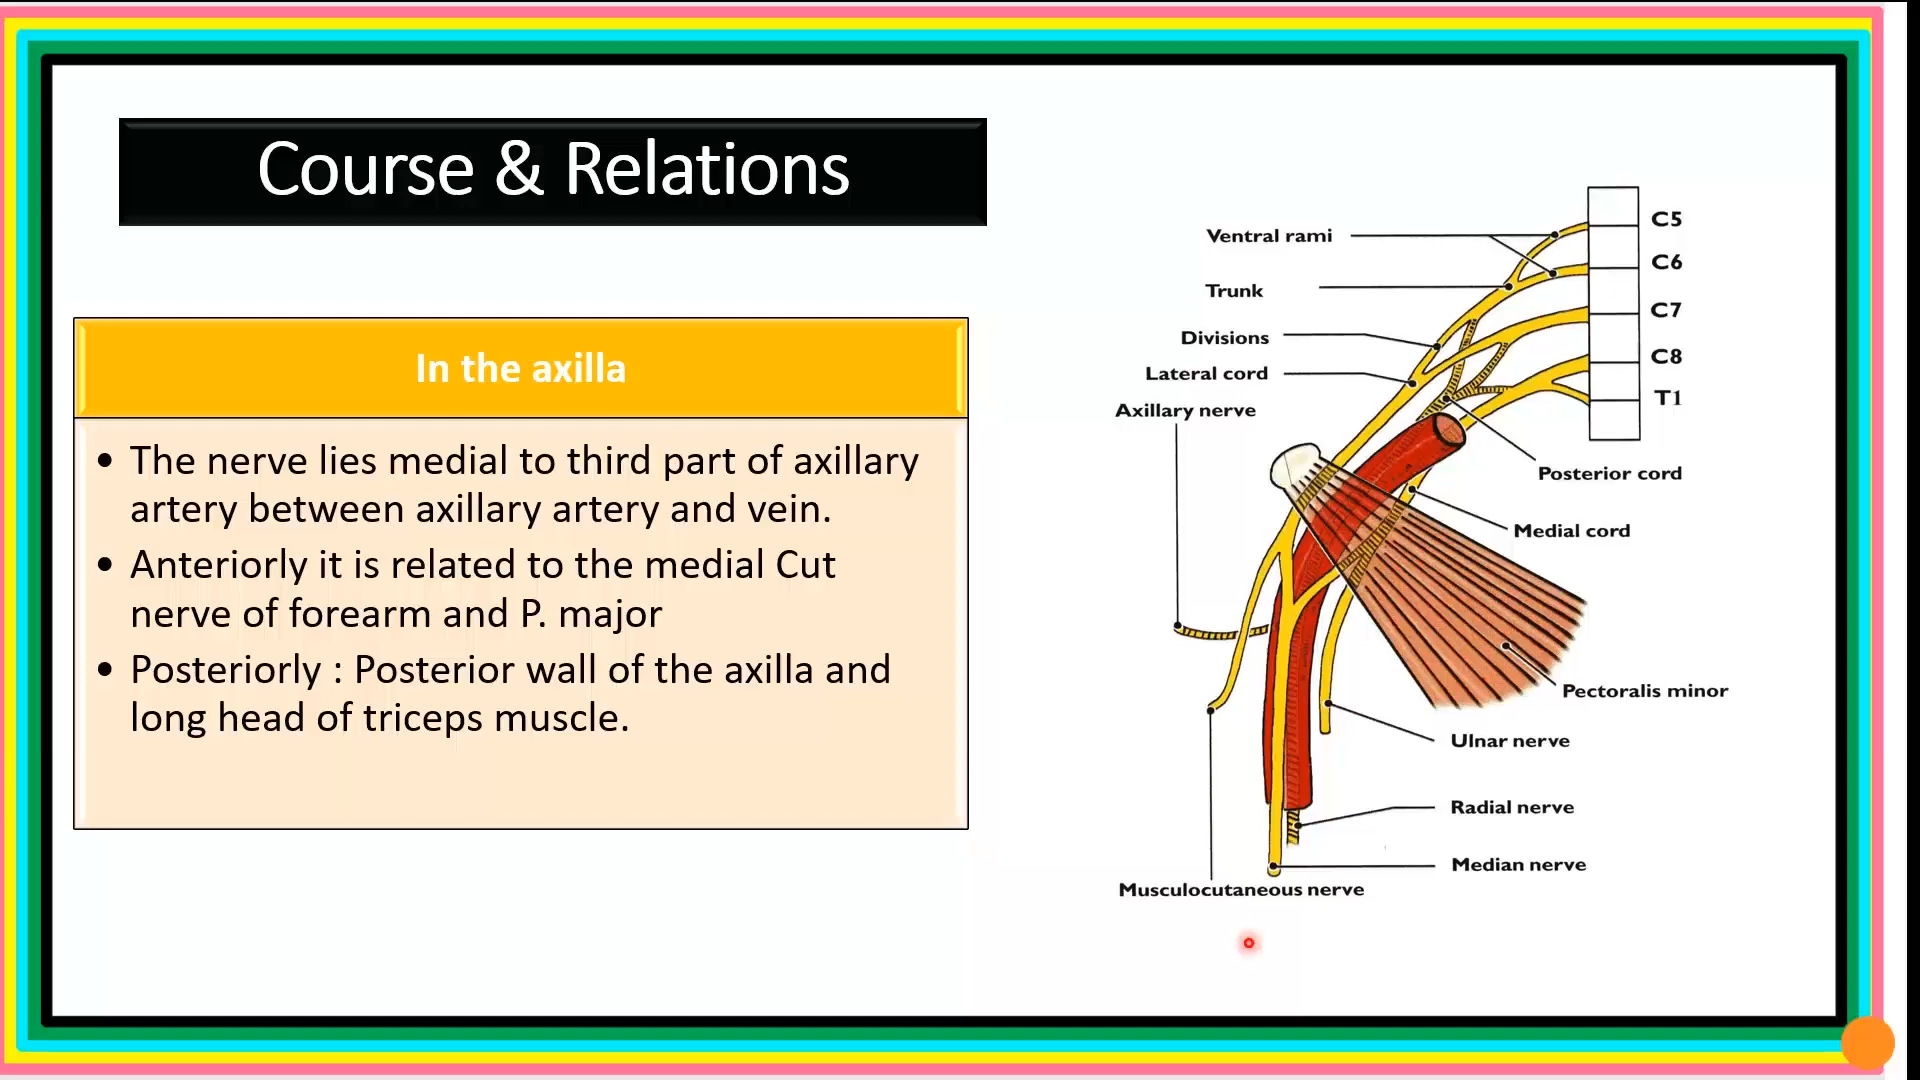 Course & Relations
In the axilla
• The nerve lies medial to third part of axillary
artery between axillary artery and vein.
• Anteriorly it is related to the medial Cut
nerve of forearm and P. major
• Posteriorly : Posterior wall of the axilla and
long head of triceps muscle.
C5
Ventral rami
C6
Trunk
C7
Divisions
C8
Lateral cord
T1
Axillary nerve
Posterior cord
Medial cord
Pectoralis minor
Ulnar nerve
Radial nerve
Median nerve
Musculocutaneous nerve